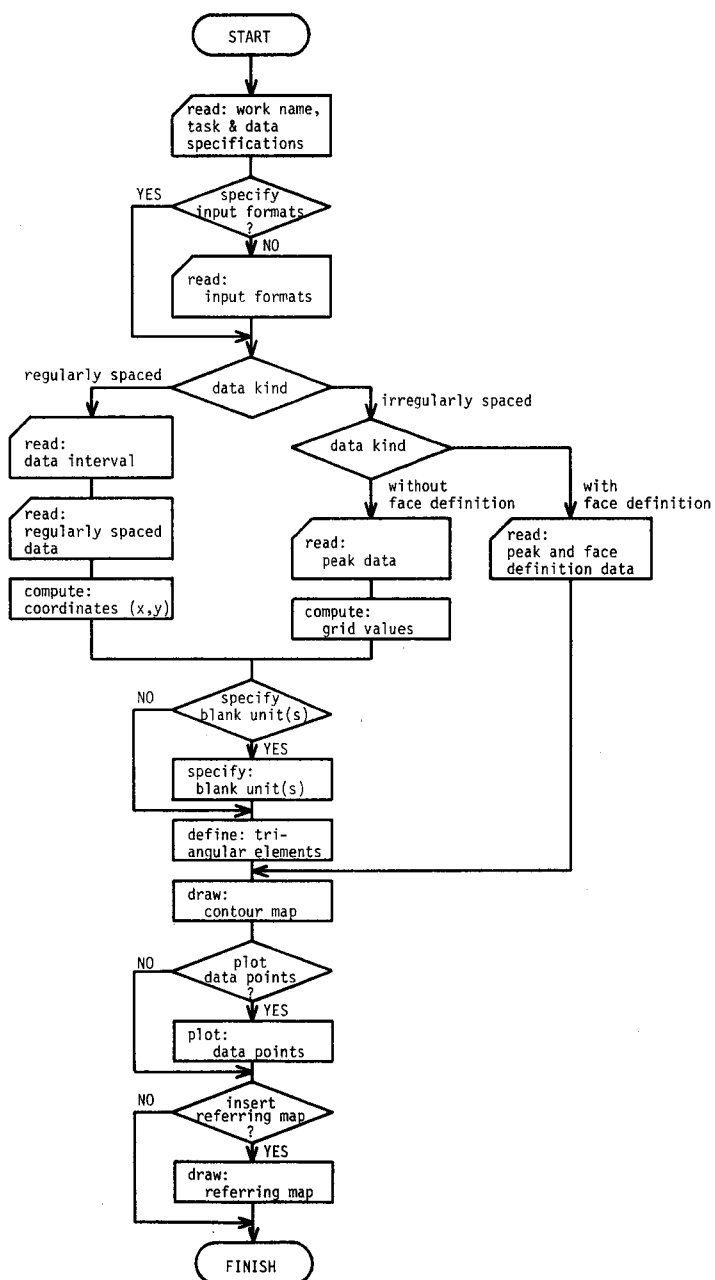 START
read: work name,
task & data
specifications
YES
specify
input formats
?
NO
read:
input formats
regularly spaced
data kind
irregularly spaced
read:
data interval
data kind
without
face definition
with
face definition
read:
regularly spaced
data
read:
peak data
read:
peak and face
definition data
compute:
coordinates (x,y)
compute:
grid values
NO
specify
blank unit(s)
YES
specify:
blank unit(s)
define: tri-
angular elements
draw:
contour map
NO
plot
data points
?
YES
plot:
data points
NO
insert
referring map
?
YES
draw:
referring map
FINISH